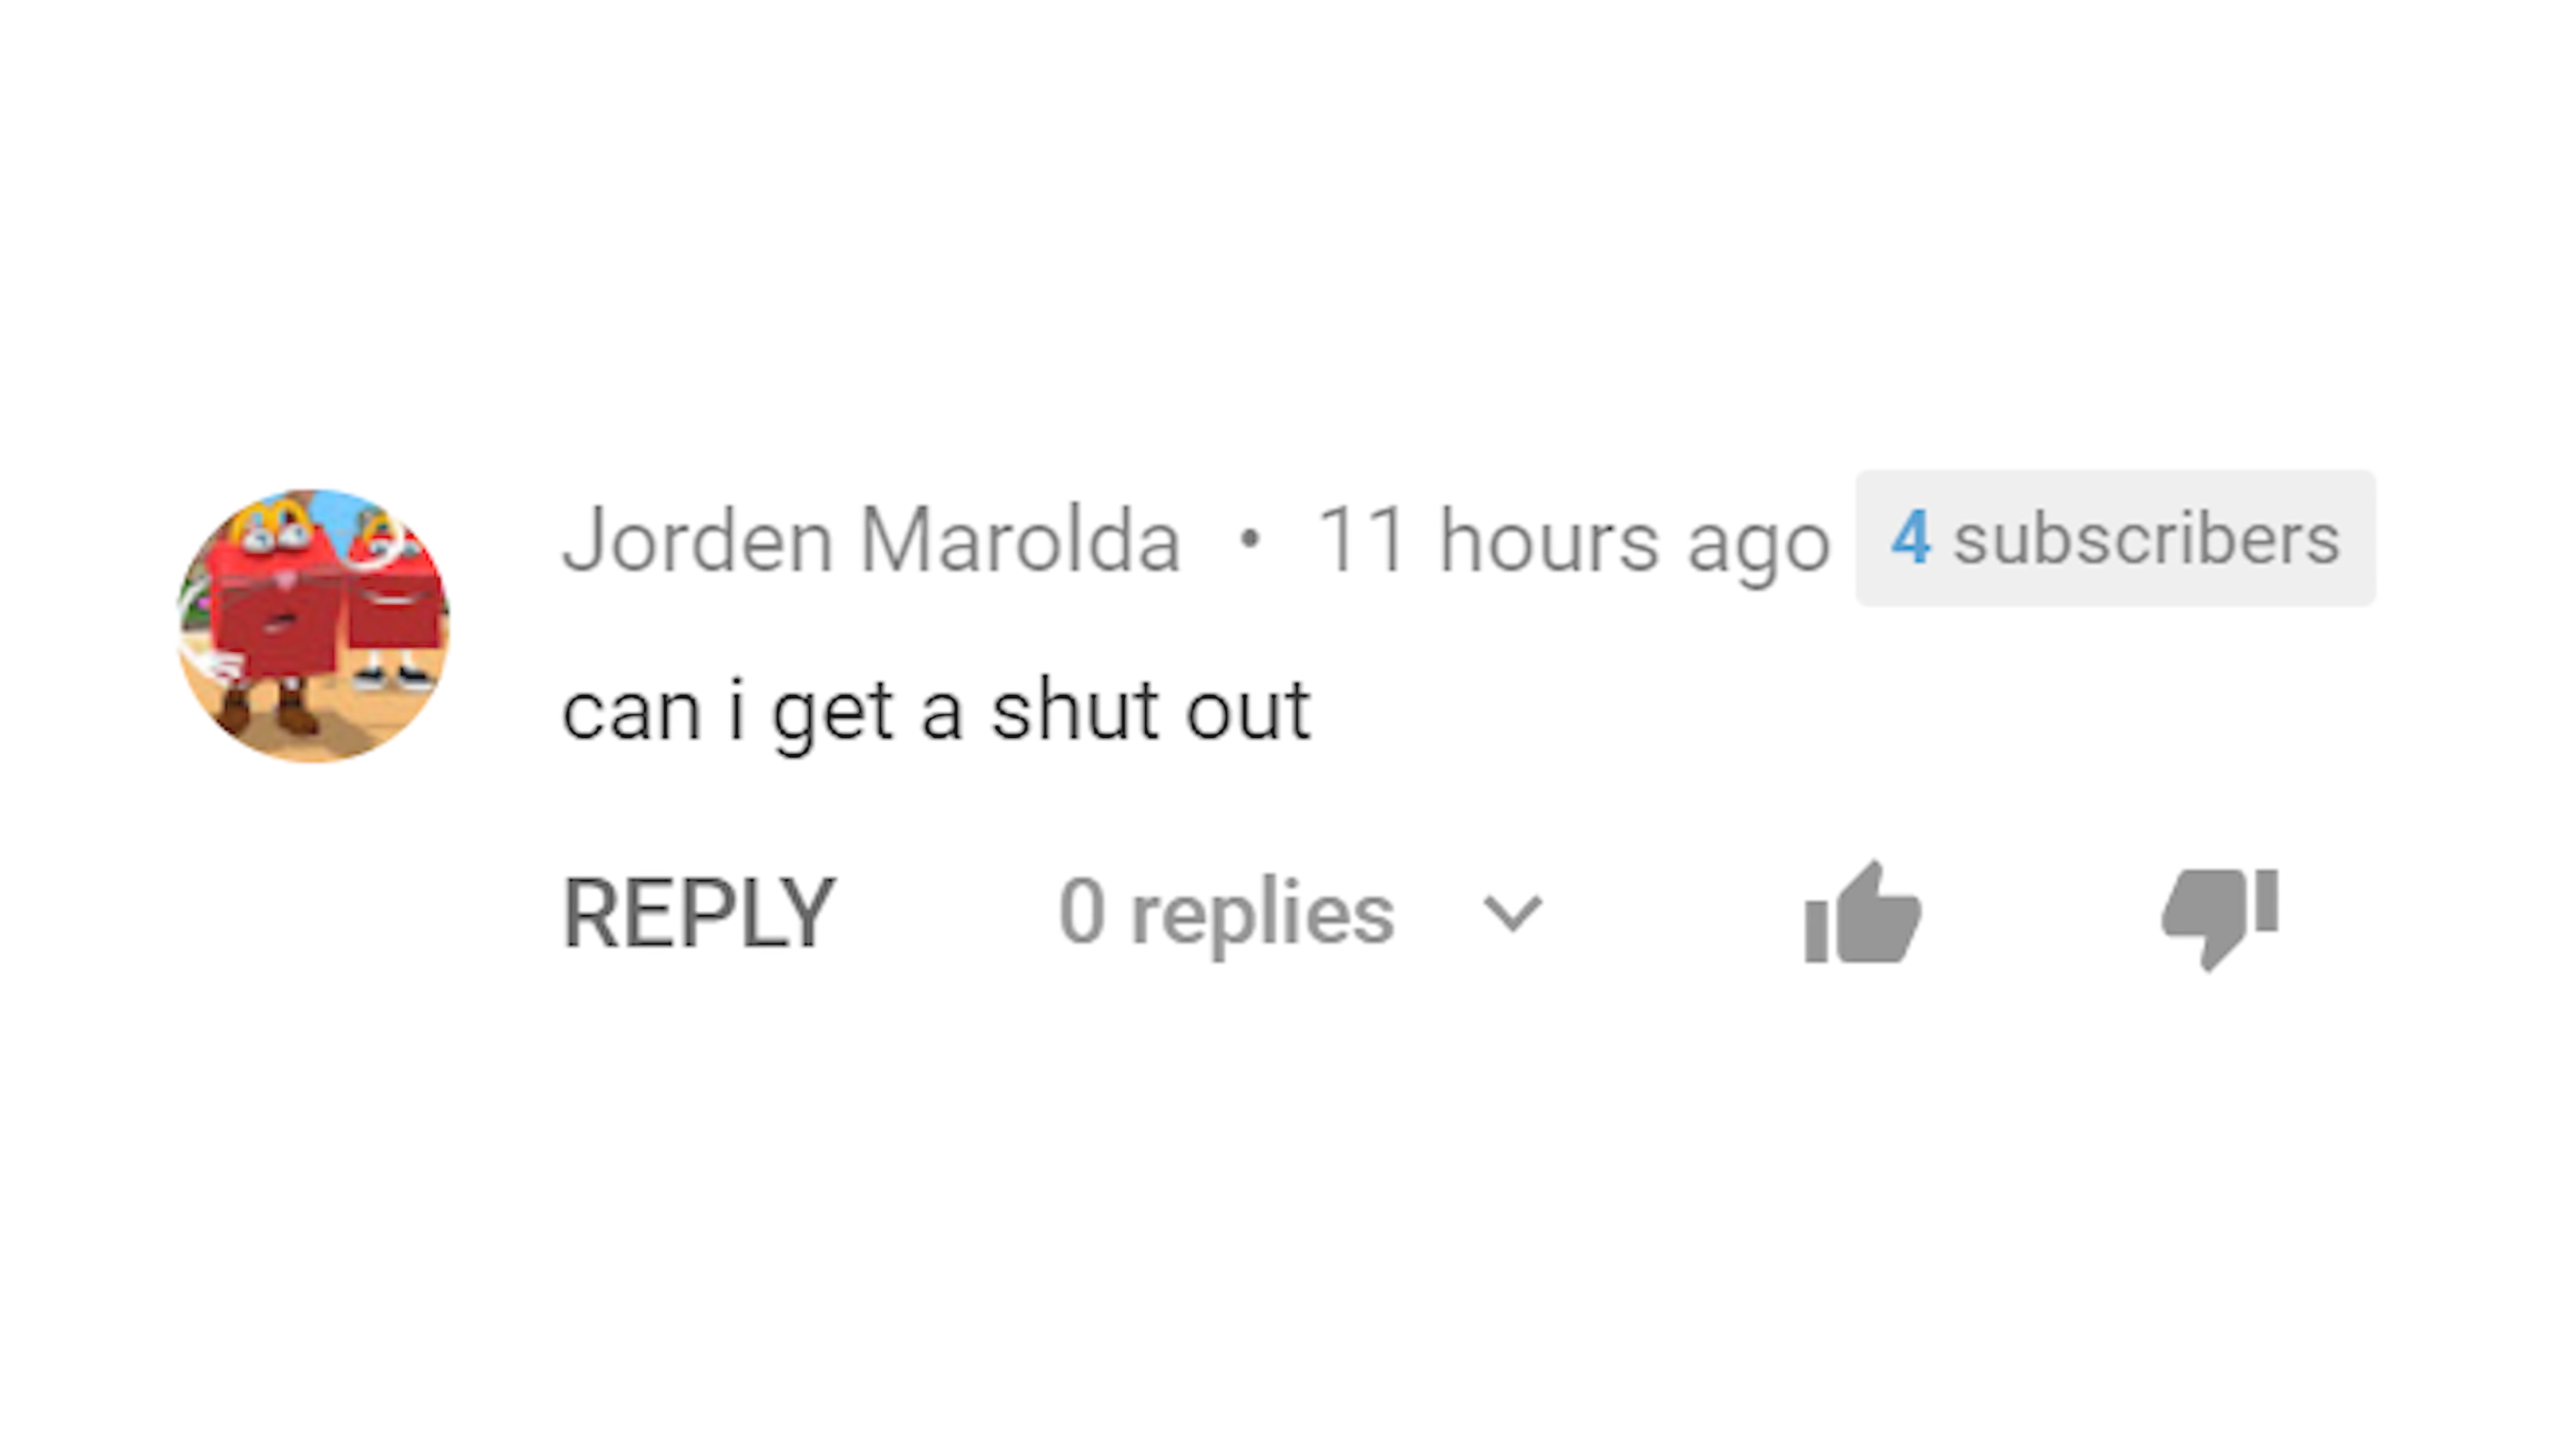 Jorden Marolda • 11 hours ago 4 subscribers
can i get a shut out
REPLY 0 replies